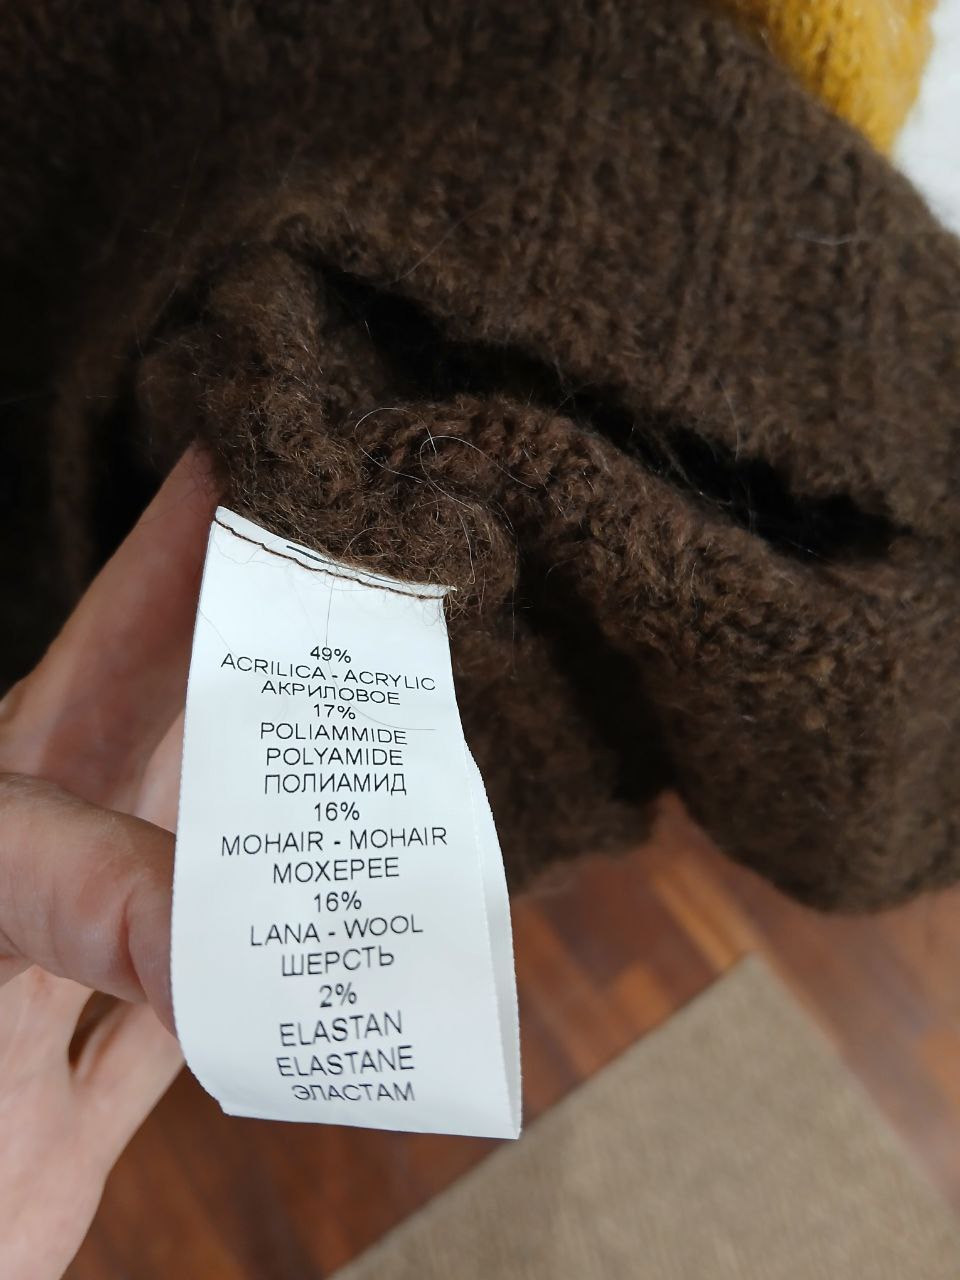 49%
ACRILICA - ACRYLIC
АКРИЛОВОЕ
17%
POLIAMMIDE
POLYAMIDE
ПОЛИАМИД
16%
MOHAIR - MOHAIR
МОХЕРЕЕ
16%
LANA - WOOL
ШЕРСТЬ
2%
ELASTAN
ELASTANE
ЭЛАСТАМ